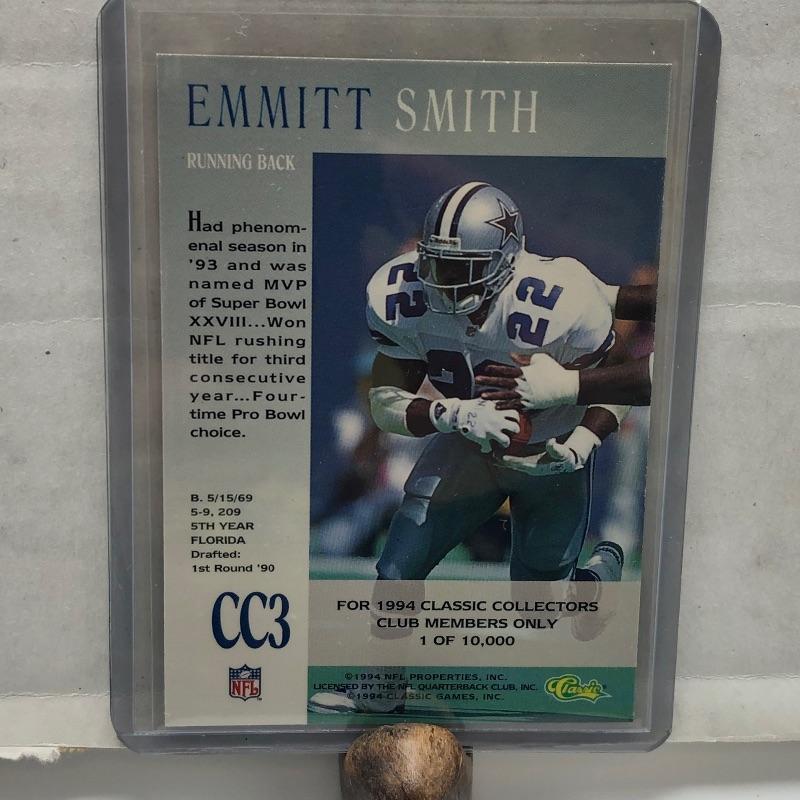 EMMITT SMITH
RUNNING BACK
Had phenom-
enal season in
'93 and was
named MVP
of Super Bowl
XXVIII...Won
NFL rushing
title for third
consecutive
year...Four-
time Pro Bowl
choice.
B. 5/15/69
5-9, 209
5TH YEAR
FLORIDA
Drafted:
1st Round '90
CC3
NFL
22
22
22
FOR 1994 CLASSIC COLLECTORS
CLUB MEMBERS ONLY
1 OF 10,000
©1994 NFL PROPERTIES, INC.
LICENSED BY THE NFL QUARTERBACK CLUB, INC.
©1994 CLASSIC GAMES, INC.
Classic®